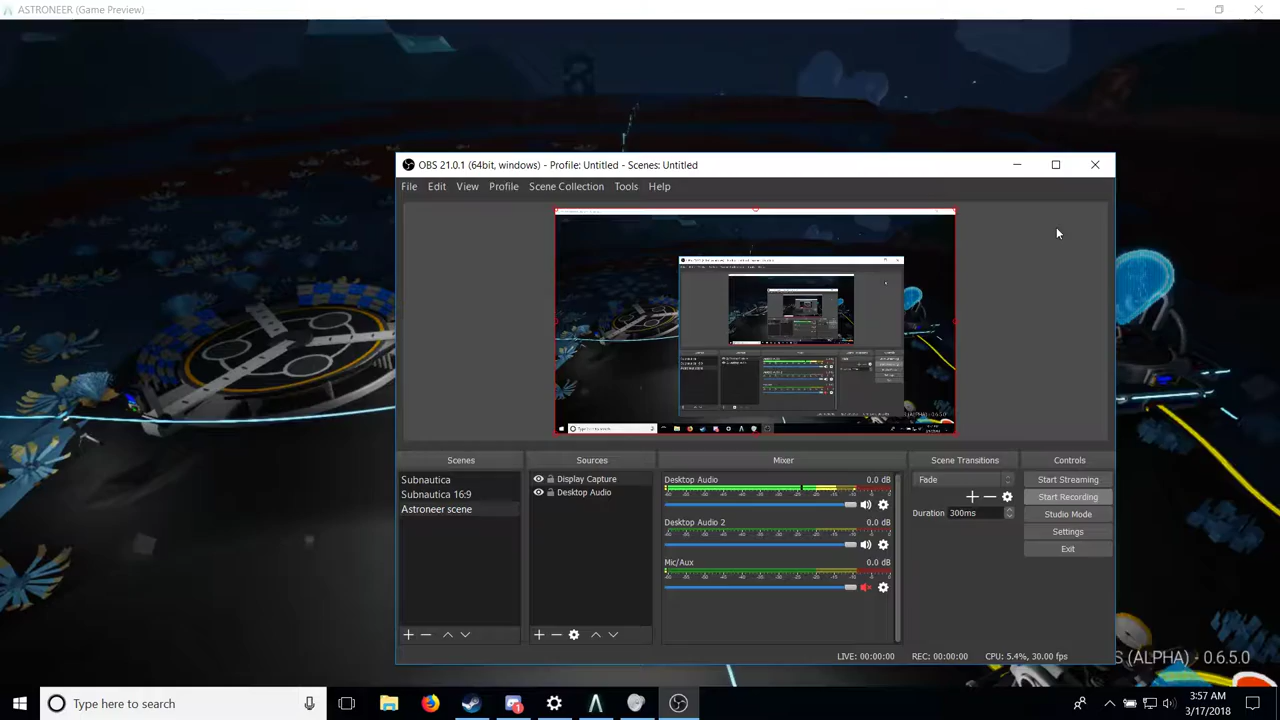 ASTRONEER (Game Preview)
OBS 21.0.1 (64bit, windows) - Profile: Untitled - Scenes: Untitled
File Edit View Profile Scene Collection Tools Help
Scenes Sources Mixer Scene Transitions Controls
Subnautica
Subnautica 16:9
Astroneer scene
Display Capture
Desktop Audio
Desktop Audio 0.0 dB
Desktop Audio 2 0.0 dB
Mic/Aux 0.0 dB
Fade
Duration 300ms
Start Streaming
Start Recording
Studio Mode
Settings
Exit
LIVE: 00:00:00 REC: 00:00:00 CPU: 5.4%, 30.00 fps
S (ALPHA) - 0.6.5.0
Type here to search
3:57 AM
3/17/2018